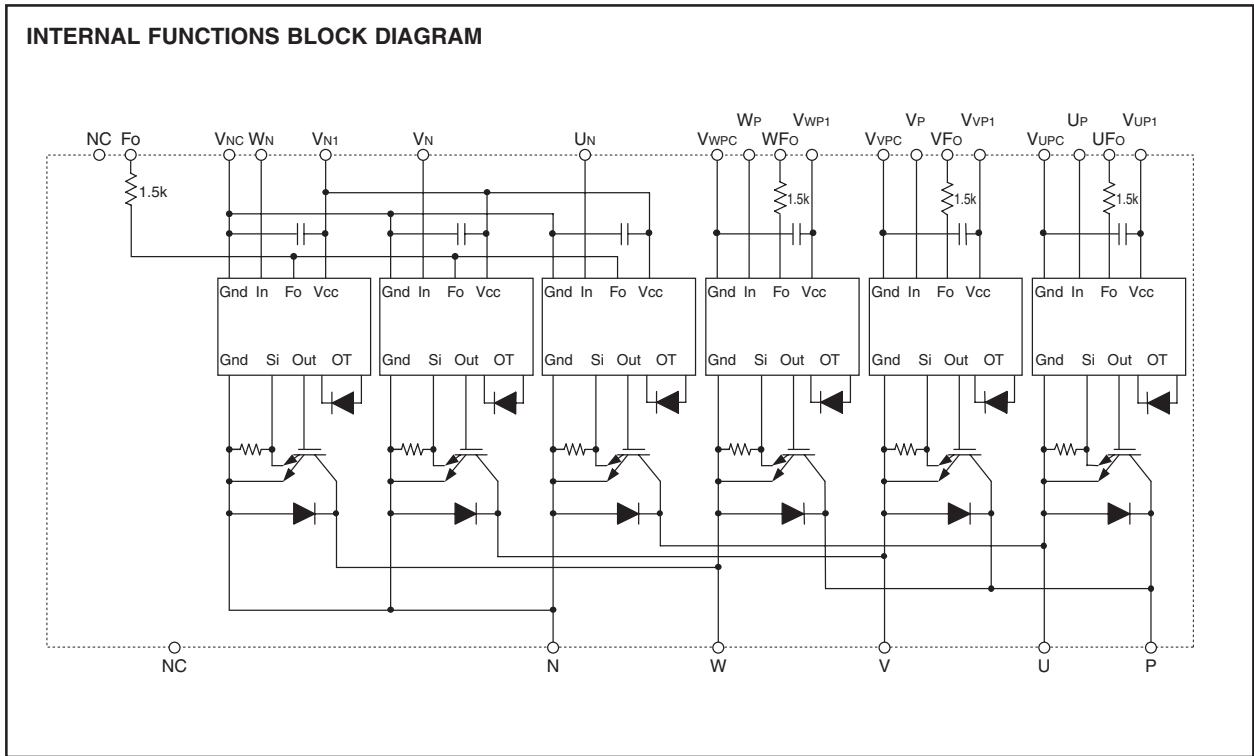 INTERNAL FUNCTIONS BLOCK DIAGRAM
WP VWP1 VP VVP1 UP VUP1
NC FO VNC WN VN1 VN UN VWPC WFO VVPC VFO VUPC UFO
1.5k 1.5k 1.5k 1.5k
Gnd In Fo Vcc Gnd In Fo Vcc Gnd In Fo Vcc Gnd In Fo Vcc Gnd In Fo Vcc Gnd In Fo Vcc
Gnd Si Out OT Gnd Si Out OT Gnd Si Out OT Gnd Si Out OT Gnd Si Out OT Gnd Si Out OT
NC N W V U P